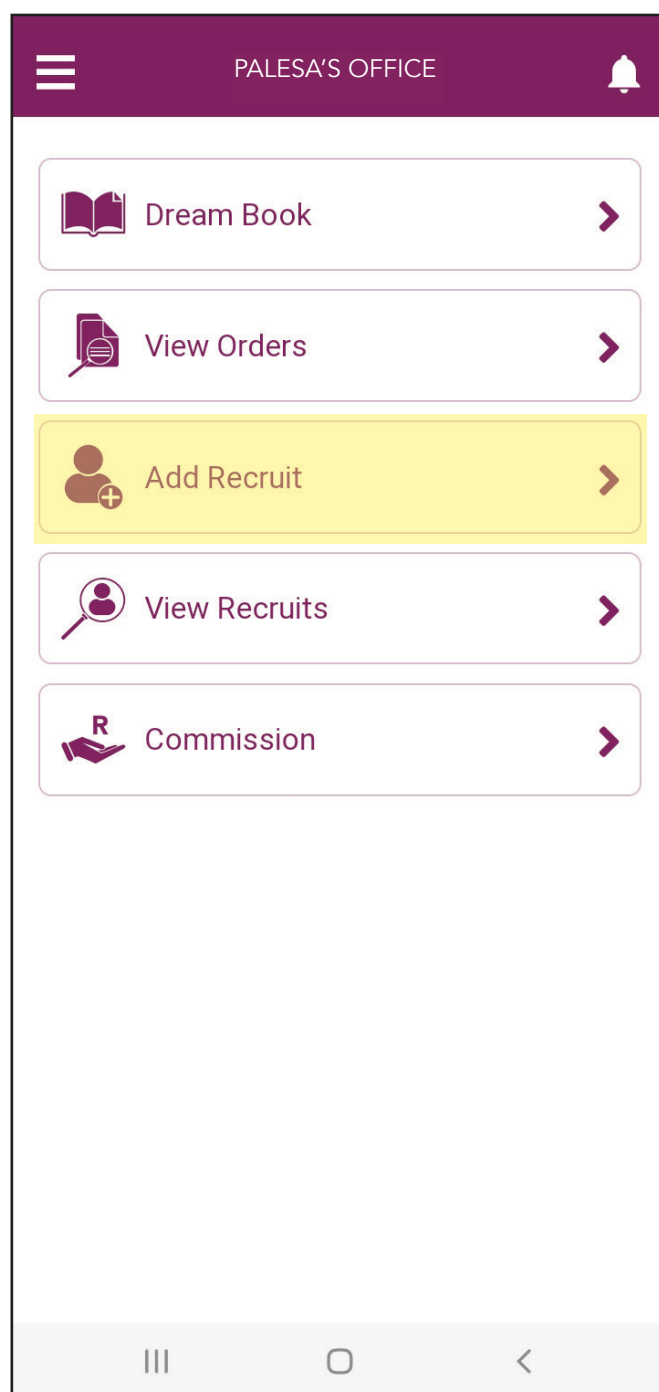 PALESA’S OFFICE
Dream Book
View Orders
Add Recruit
View Recruits
R
Commission